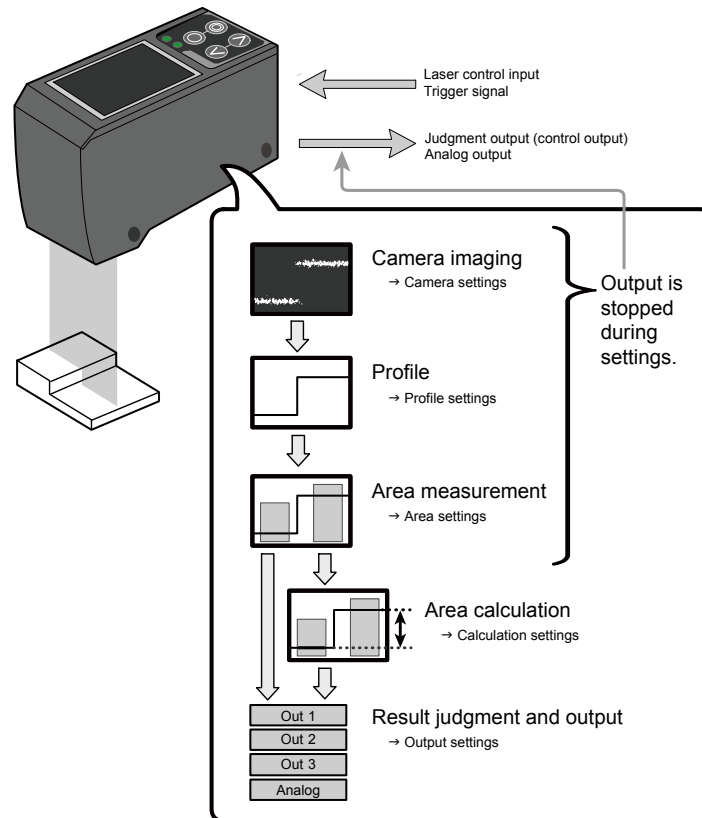 Laser control input
Trigger signal
Judgment output (control output)
Analog output
Camera imaging
→ Camera settings
Output is
stopped
during
settings.
Profile
→ Profile settings
Area measurement
→ Area settings
Area calculation
→ Calculation settings
Result judgment and output
→ Output settings
Out 1
Out 2
Out 3
Analog